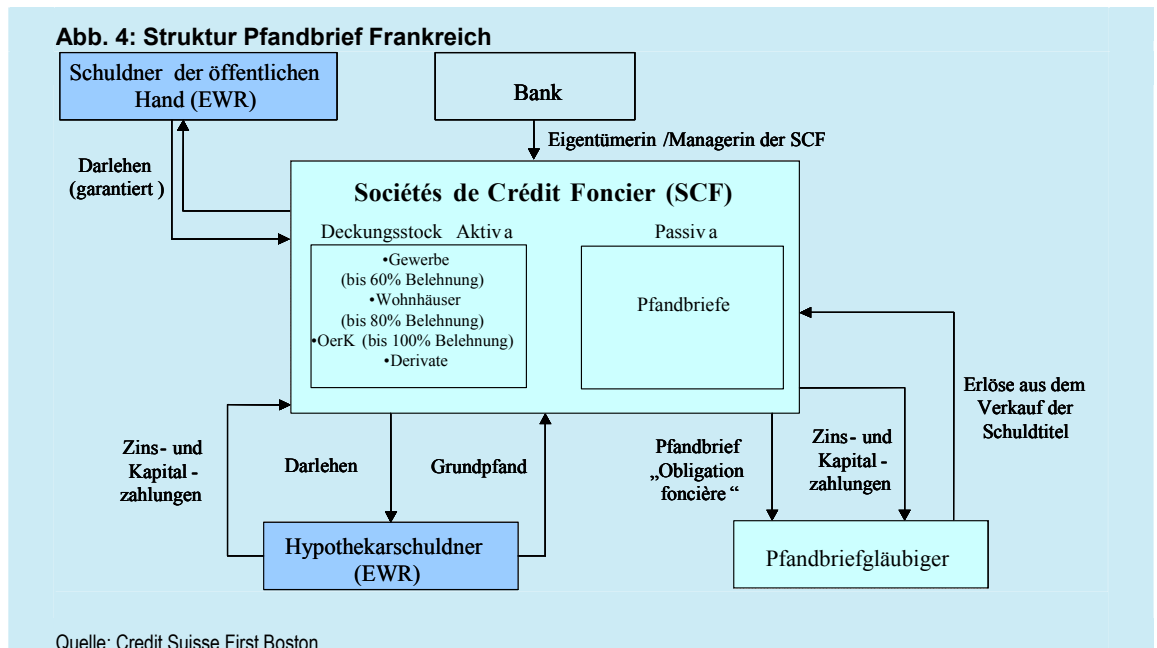 Abb. 4: Struktur Pfandbrief Frankreich
Schuldner der öffentlichen
Hand (EWR)
Bank
Eigentümerin /Managerin der SCF
Darlehen
(garantiert )
Sociétés de Crédit Foncier (SCF)
Deckungsstock Aktiva
Passiva
•Gewerbe
(bis 60% Belehnung)
•Wohnhäuser
(bis 80% Belehnung)
•OerK (bis 100% Belehnung)
•Derivate
Pfandbriefe
Erlöse aus dem
Verkauf der
Schuldtitel
Zins- und
Kapital -
zahlungen
Darlehen
Grundpfand
Pfandbrief
„Obligation
foncière “
Zins- und
Kapital -
zahlungen
Hypothekarschuldner
(EWR)
Pfandbriefgläubiger
Quelle: Credit Suisse First Boston